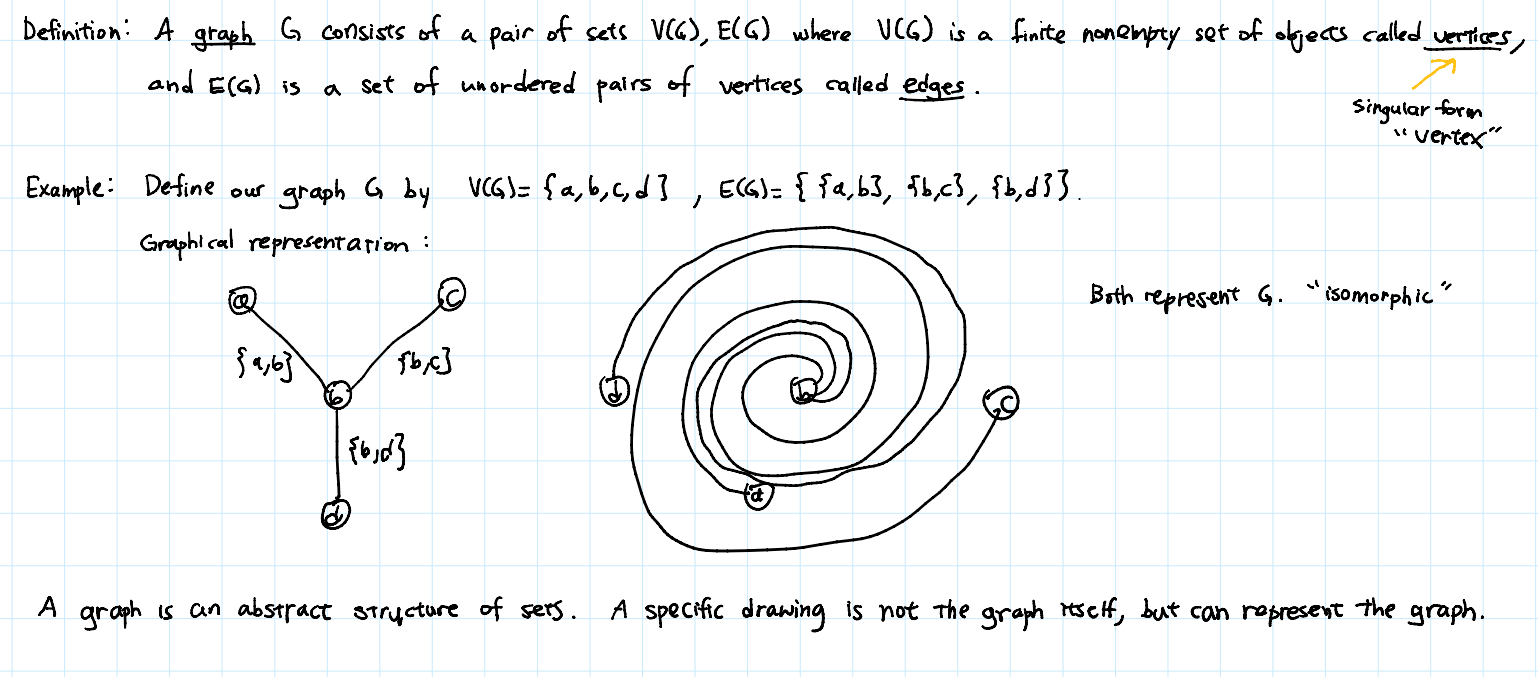 Definition: A graph G consists of a pair of sets V(G), E(G) where V(G) is a finite nonempty set of objects called vertices,
and E(G) is a set of unordered pairs of vertices called edges.
Singular form
"vertex"
Example: Define our graph G by V(G)= {a,b,c,d} , E(G)= { {a,b}, {b,c}, {b,d}}.
Graphical representation:
a
c
Both represent G. "isomorphic"
{a,b}
{b,c}
b
d
b
c
{b,d}
a
d
A graph is an abstract structure of sets. A specific drawing is not the graph itself, but can represent the graph.